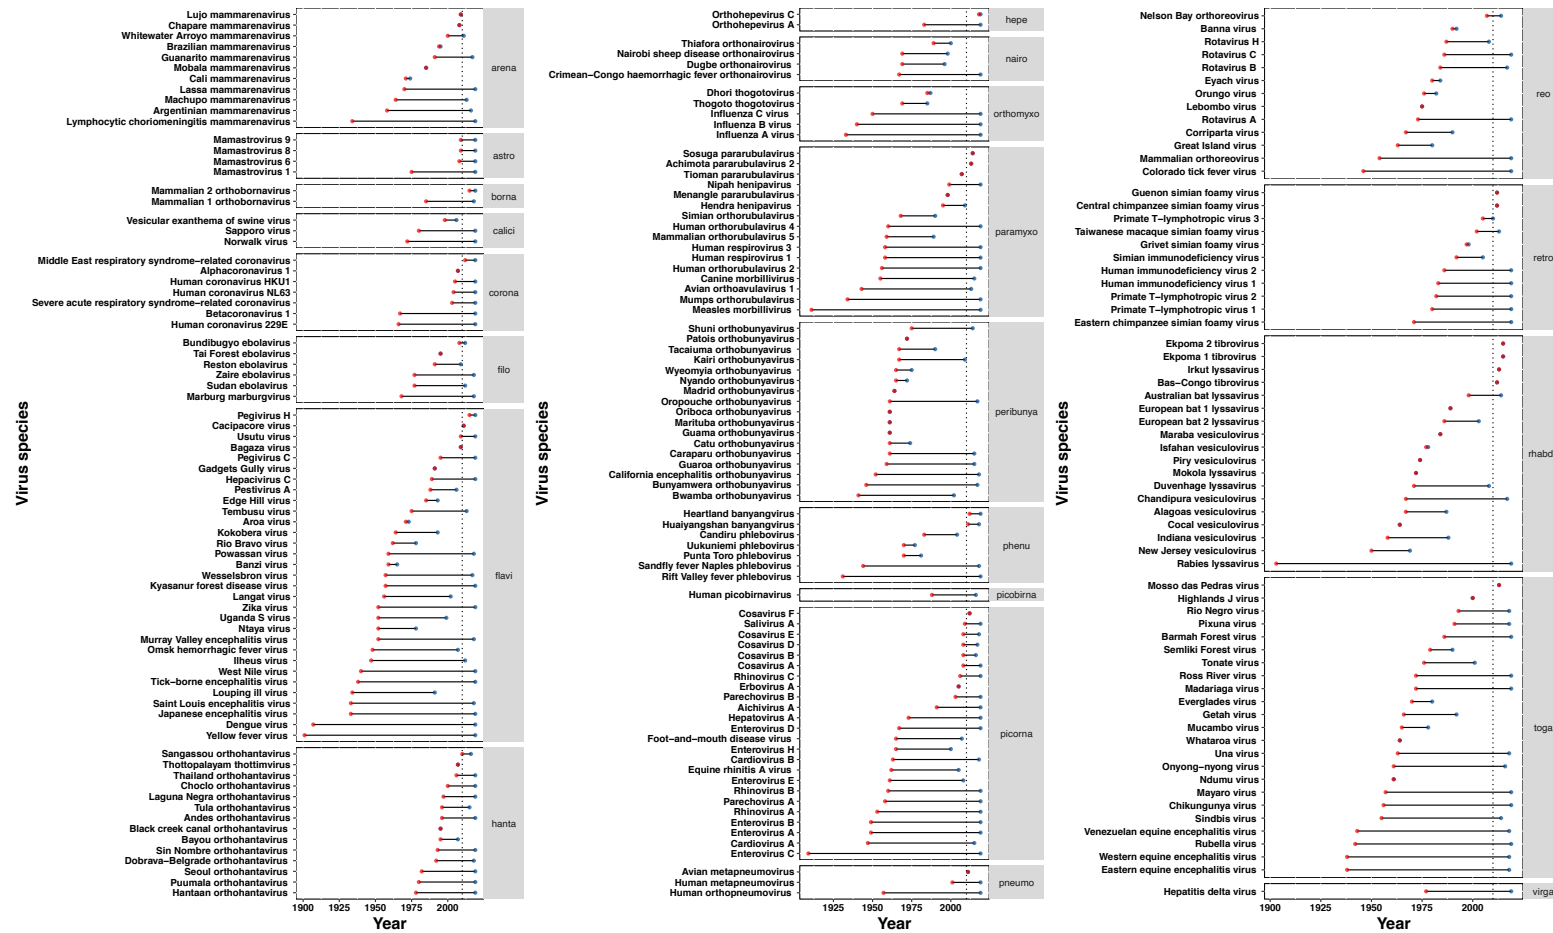 Virus species
Lujo mammarenavirus
Chapare mammarenavirus
Whitewater Arroyo mammarenavirus
Brazilian mammarenavirus
Guanarito mammarenavirus
Mobala mammarenavirus
Cali mammarenavirus
Lassa mammarenavirus
Machupo mammarenavirus
Argentinian mammarenavirus
Lymphocytic choriomeningitis mammarenavirus
arena
Mamastrovirus 9
Mamastrovirus 8
Mamastrovirus 6
Mamastrovirus 1
astro
Mammalian 2 orthobornavirus
Mammalian 1 orthobornavirus
borna
Vesicular exanthema of swine virus
Sapporo virus
Norwalk virus
calici
Middle East respiratory syndrome−related coronavirus
Alphacoronavirus 1
Human coronavirus HKU1
Human coronavirus NL63
Severe acute respiratory syndrome−related coronavirus
Betacoronavirus 1
Human coronavirus 229E
corona
Bundibugyo ebolavirus
Tai Forest ebolavirus
Reston ebolavirus
Zaire ebolavirus
Sudan ebolavirus
Marburg marburgvirus
filo
Pegivirus H
Cacipacore virus
Usutu virus
Bagaza virus
Pegivirus C
Gadgets Gully virus
Hepacivirus C
Pestivirus A
Edge Hill virus
Tembusu virus
Aroa virus
Kokobera virus
Rio Bravo virus
Powassan virus
Banzi virus
Wesselsbron virus
Kyasanur forest disease virus
Langat virus
Zika virus
Uganda S virus
Ntaya virus
Murray Valley encephalitis virus
Omsk hemorrhagic fever virus
Ilheus virus
West Nile virus
Tick−borne encephalitis virus
Louping ill virus
Saint Louis encephalitis virus
Japanese encephalitis virus
Dengue virus
Yellow fever virus
flavi
Sangassou orthohantavirus
Thottopalayam thottimvirus
Thailand orthohantavirus
Choclo orthohantavirus
Laguna Negra orthohantavirus
Tula orthohantavirus
Andes orthohantavirus
Black creek canal orthohantavirus
Bayou orthohantavirus
Sin Nombre orthohantavirus
Dobrava−Belgrade orthohantavirus
Seoul orthohantavirus
Puumala orthohantavirus
Hantaan orthohantavirus
hanta
1900 1925 1950 1975 2000
Year
Virus species
Orthohepevirus C
Orthohepevirus A
hepe
Thiafora orthonairovirus
Nairobi sheep disease orthonairovirus
Dugbe orthonairovirus
Crimean−Congo haemorrhagic fever orthonairovirus
nairo
Dhori thogotovirus
Thogoto thogotovirus
Influenza C virus
Influenza B virus
Influenza A virus
orthomyxo
Sosuga pararubulavirus
Achimota pararubulavirus 2
Tioman pararubulavirus
Nipah henipavirus
Menangle pararubulavirus
Hendra henipavirus
Simian orthorubulavirus
Human orthorubulavirus 4
Mammalian orthorubulavirus 5
Human respirovirus 3
Human respirovirus 1
Human orthorubulavirus 2
Canine morbillivirus
Avian orthoavulavirus 1
Mumps orthorubulavirus
Measles morbillivirus
paramyxo
Shuni orthobunyavirus
Patois orthobunyavirus
Tacaiuma orthobunyavirus
Kairi orthobunyavirus
Wyeomyia orthobunyavirus
Nyando orthobunyavirus
Madrid orthobunyavirus
Oropouche orthobunyavirus
Oriboca orthobunyavirus
Marituba orthobunyavirus
Guama orthobunyavirus
Catu orthobunyavirus
Caraparu orthobunyavirus
Guaroa orthobunyavirus
California encephalitis orthobunyavirus
Bunyamwera orthobunyavirus
Bwamba orthobunyavirus
peribunya
Heartland banyangvirus
Huaiyangshan banyangvirus
Candiru phlebovirus
Uukuniemi phlebovirus
Punta Toro phlebovirus
Sandfly fever Naples phlebovirus
Rift Valley fever phlebovirus
phenu
Human picobirnavirus
picobirna
Cosavirus F
Salivirus A
Cosavirus E
Cosavirus D
Cosavirus B
Cosavirus A
Rhinovirus C
Erbovirus A
Parechovirus B
Aichivirus A
Hepatovirus A
Enterovirus D
Foot−and−mouth disease virus
Enterovirus H
Cardiovirus B
Equine rhinitis A virus
Enterovirus E
Rhinovirus B
Parechovirus A
Rhinovirus A
Enterovirus B
Enterovirus A
Cardiovirus A
Enterovirus C
picorna
Avian metapneumovirus
Human metapneumovirus
Human orthopneumovirus
pneumo
1925 1950 1975 2000
Year
Virus species
Nelson Bay orthoreovirus
Banna virus
Rotavirus H
Rotavirus C
Rotavirus B
Eyach virus
Orungo virus
Lebombo virus
Rotavirus A
Corriparta virus
Great Island virus
Mammalian orthoreovirus
Colorado tick fever virus
reo
Guenon simian foamy virus
Central chimpanzee simian foamy virus
Primate T−lymphotropic virus 3
Taiwanese macaque simian foamy virus
Grivet simian foamy virus
Simian immunodeficiency virus
Human immunodeficiency virus 2
Human immunodeficiency virus 1
Primate T−lymphotropic virus 2
Primate T−lymphotropic virus 1
Eastern chimpanzee simian foamy virus
retro
Ekpoma 2 tibrovirus
Ekpoma 1 tibrovirus
Irkut lyssavirus
Bas−Congo tibrovirus
Australian bat lyssavirus
European bat 1 lyssavirus
European bat 2 lyssavirus
Maraba vesiculovirus
Isfahan vesiculovirus
Piry vesiculovirus
Mokola lyssavirus
Duvenhage lyssavirus
Chandipura vesiculovirus
Alagoas vesiculovirus
Cocal vesiculovirus
Indiana vesiculovirus
New Jersey vesiculovirus
Rabies lyssavirus
rhabd
Mosso das Pedras virus
Highlands J virus
Rio Negro virus
Pixuna virus
Barmah Forest virus
Semliki Forest virus
Tonate virus
Ross River virus
Madariaga virus
Everglades virus
Getah virus
Mucambo virus
Whataroa virus
Una virus
Onyong−nyong virus
Ndumu virus
Mayaro virus
Chikungunya virus
Sindbis virus
Venezuelan equine encephalitis virus
Rubella virus
Western equine encephalitis virus
Eastern equine encephalitis virus
toga
Hepatitis delta virus
virga
1900 1925 1950 1975 2000
Year